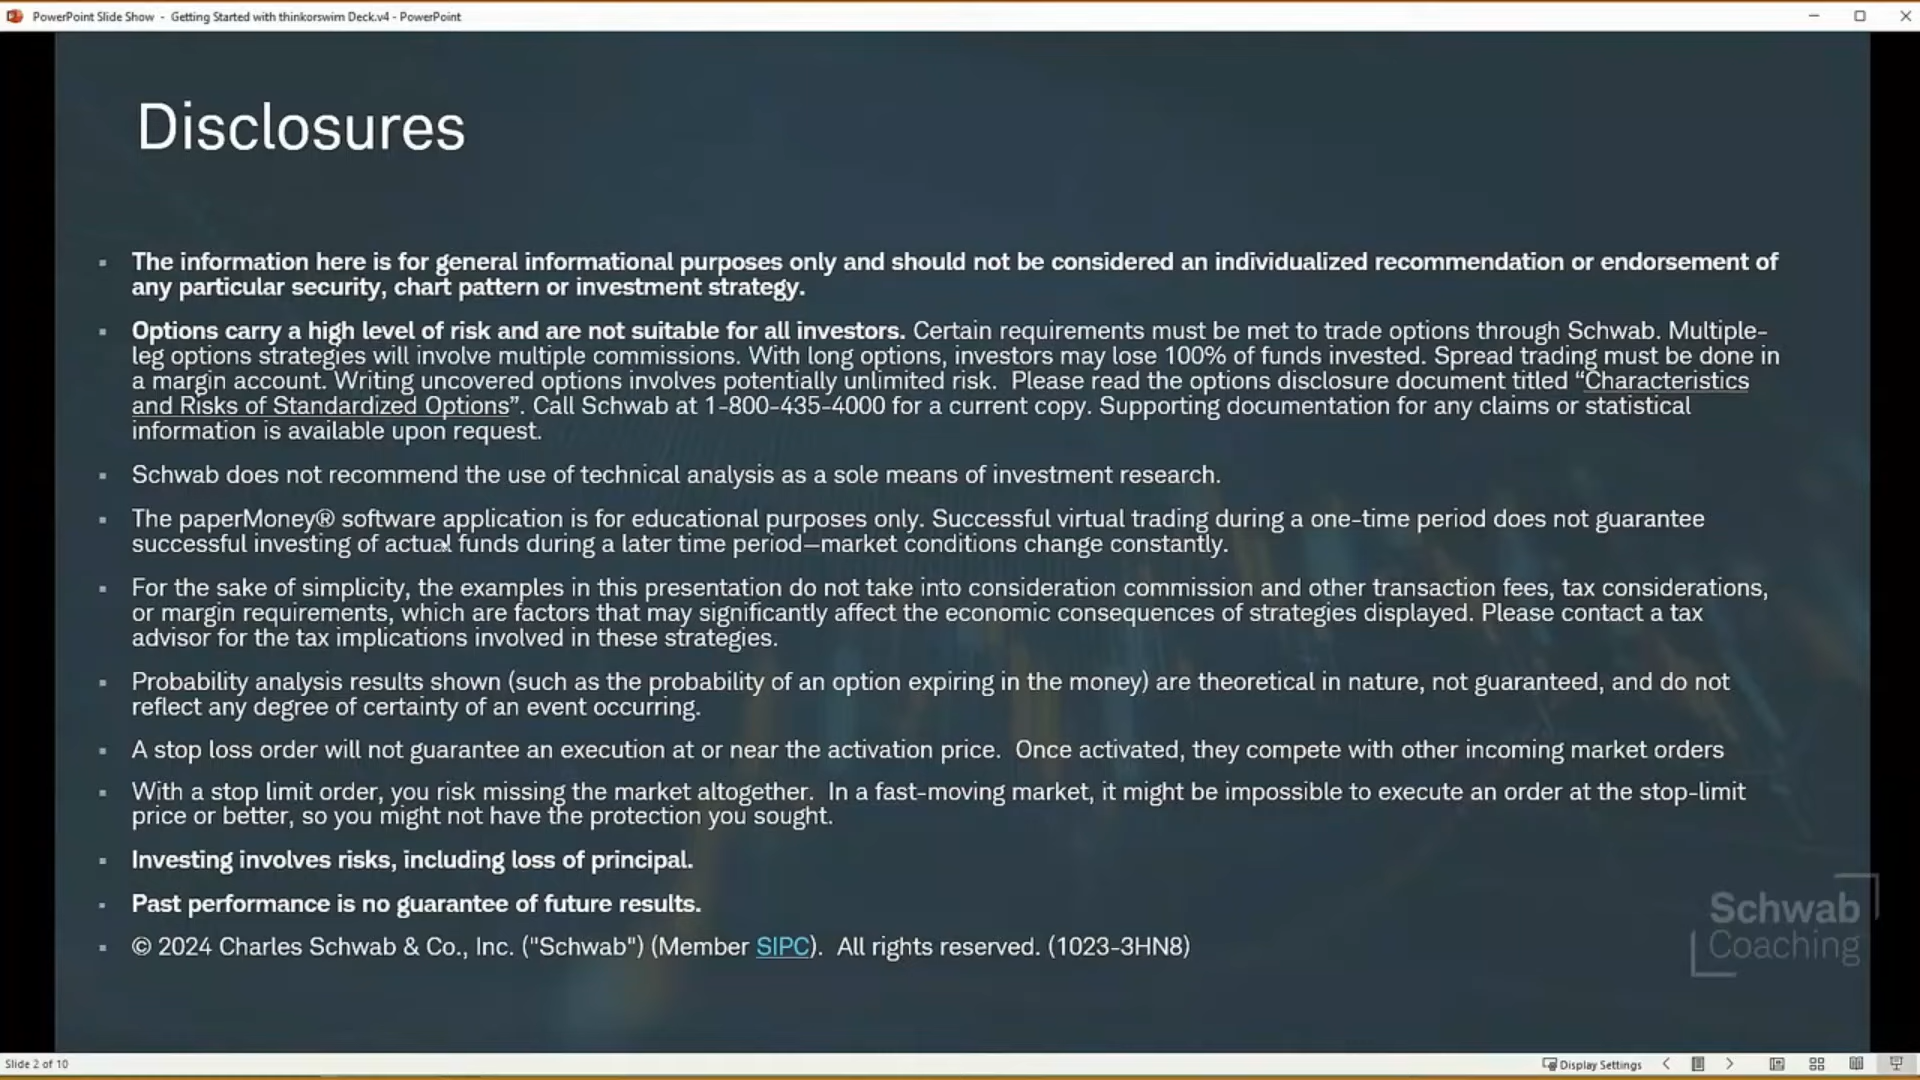 PowerPoint Slide Show - Getting Started with thinkorswim Deck.v4 - PowerPoint
Disclosures
▪ The information here is for general informational purposes only and should not be considered an individualized recommendation or endorsement of
any particular security, chart pattern or investment strategy.
▪ Options carry a high level of risk and are not suitable for all investors. Certain requirements must be met to trade options through Schwab. Multiple-
leg options strategies will involve multiple commissions. With long options, investors may lose 100% of funds invested. Spread trading must be done in
a margin account. Writing uncovered options involves potentially unlimited risk.  Please read the options disclosure document titled “Characteristics
and Risks of Standardized Options”. Call Schwab at 1-800-435-4000 for a current copy. Supporting documentation for any claims or statistical
information is available upon request.
▪ Schwab does not recommend the use of technical analysis as a sole means of investment research.
▪ The paperMoney® software application is for educational purposes only. Successful virtual trading during a one-time period does not guarantee
successful investing of actual funds during a later time period—market conditions change constantly.
▪ For the sake of simplicity, the examples in this presentation do not take into consideration commission and other transaction fees, tax considerations,
or margin requirements, which are factors that may significantly affect the economic consequences of strategies displayed. Please contact a tax
advisor for the tax implications involved in these strategies.
▪ Probability analysis results shown (such as the probability of an option expiring in the money) are theoretical in nature, not guaranteed, and do not
reflect any degree of certainty of an event occurring.
▪ A stop loss order will not guarantee an execution at or near the activation price.  Once activated, they compete with other incoming market orders
▪ With a stop limit order, you risk missing the market altogether.  In a fast-moving market, it might be impossible to execute an order at the stop-limit
price or better, so you might not have the protection you sought.
▪ Investing involves risks, including loss of principal.
▪ Past performance is no guarantee of future results.
▪ © 2024 Charles Schwab & Co., Inc. ("Schwab") (Member SIPC).  All rights reserved. (1023-3HN8)
Schwab
Coaching
Slide 2 of 10
Display Settings